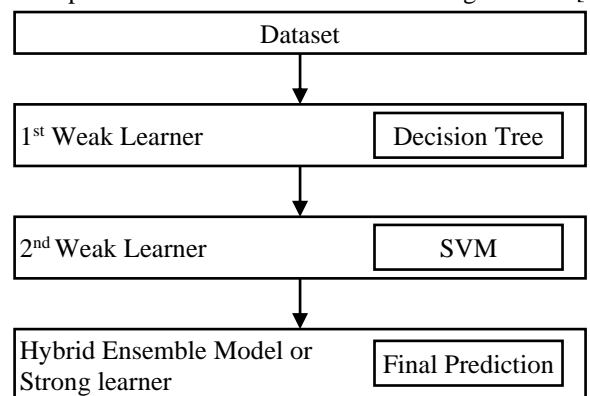 Dataset
1st Weak Learner
Decision Tree
2nd Weak Learner
SVM
Hybrid Ensemble Model or
Strong learner
Final Prediction